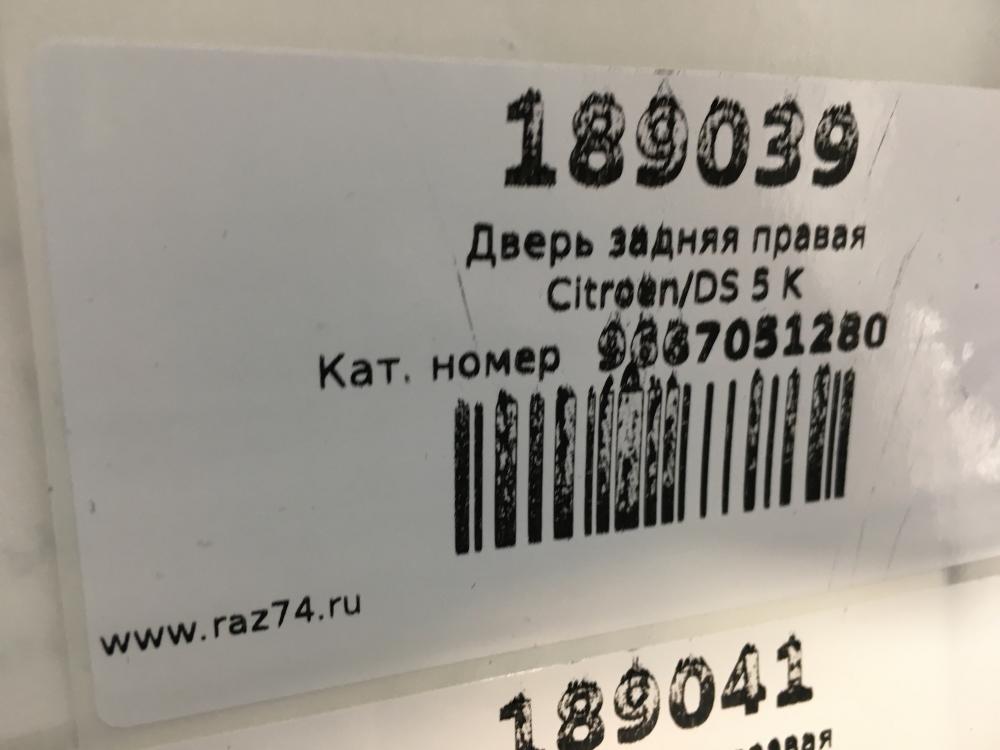 189039
Дверь задняя правая
Citroen/DS 5 K
Кат. номер 9687051280
www.raz74.ru
189041